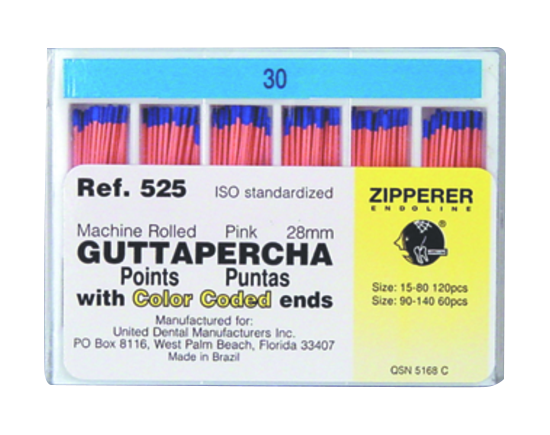 30
Ref. 525 ISO standardized
Machine Rolled Pink 28mm
GUTTAPERCHA
Points Puntas
with Color Coded ends
Manufactured for:
United Dental Manufacturers Inc.
PO Box 8116, West Palm Beach, Florida 33407
Made in Brazil
ZIPPERER
ENDOLINE
®
Size: 15-80 120pcs
Size: 90-140 60pcs
QSN 5168 C